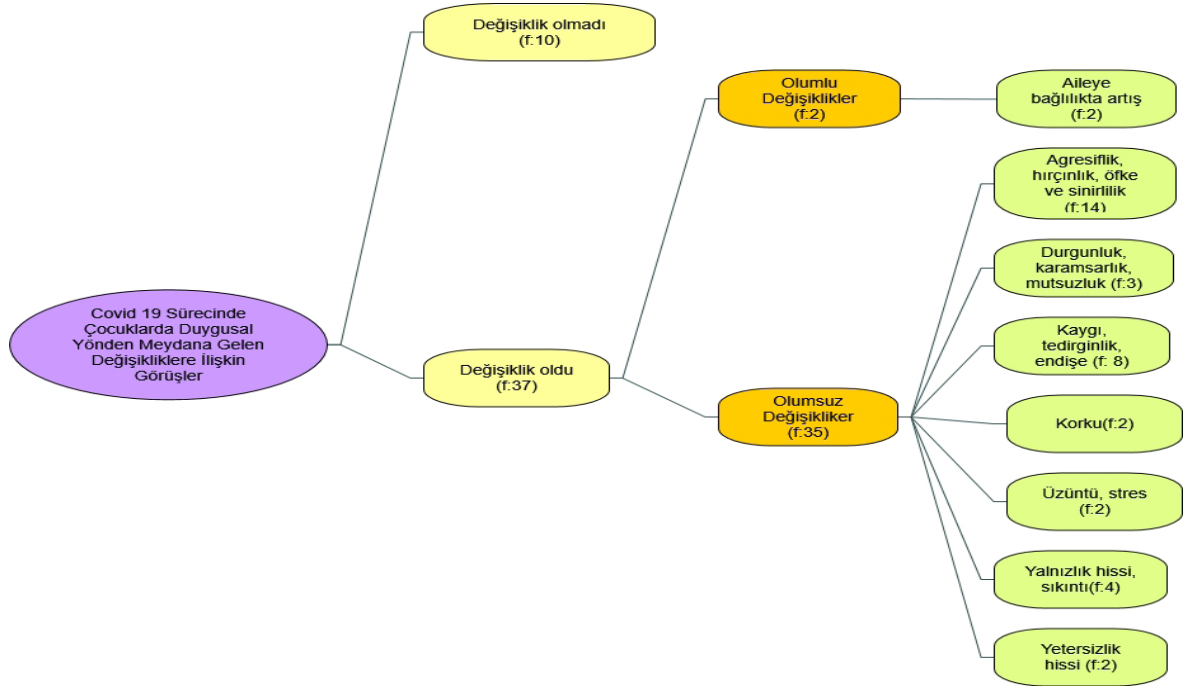 Değişiklik olmadı
(f:10)
Olumlu
Değişiklikler
(f:2)
Aileye
bağlılıkta artış
(f:2)
Agresiflik,
hırçınlık, öfke
ve sinirlilik
(f:14)
Durgunluk,
karamsarlık,
mutsuzluk (f:3)
Covid 19 Sürecinde
Çocuklarda Duygusal
Yönden Meydana Gelen
Değişikliklere İlişkin
Görüşler
Değişiklik oldu
(f:37)
Kaygı,
tedirginlik,
endişe (f: 8)
Olumsuz
Değişikliker
(f:35)
Korku(f:2)
Üzüntü, stres
(f:2)
Yalnızlık hissi,
sıkıntı(f:4)
Yetersizlik
hissi (f:2)